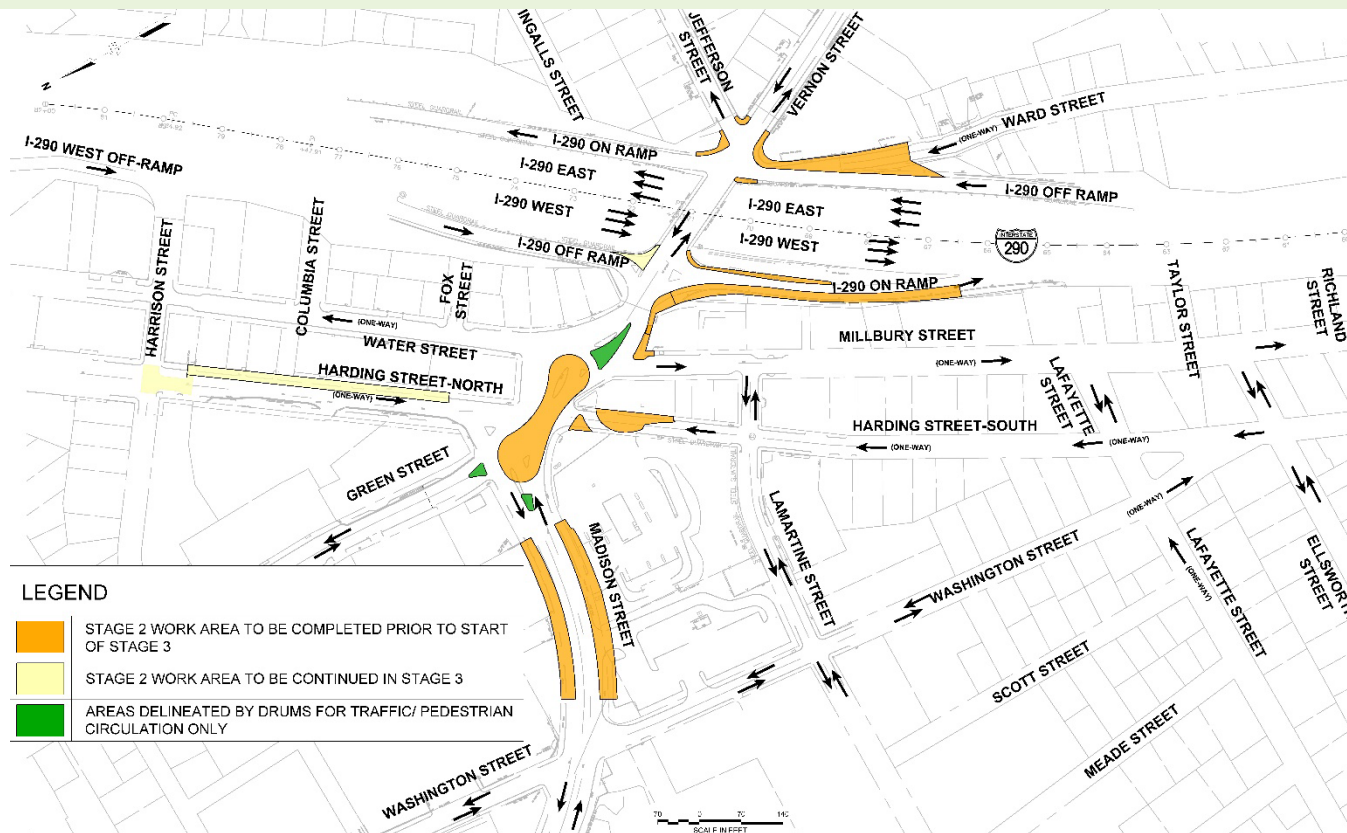 INGALLS STREET
JEFFERSON
STREET
VERNON STREET
WARD STREET
(ONE-WAY)
N
I-290 WEST OFF-RAMP
I-290 ON RAMP
I-290 EAST
I-290 WEST
I-290 OFF RAMP
I-290 OFF RAMP
I-290 EAST
I-290 WEST
INTERSTATE
290
I-290 ON RAMP
HARRISON STREET
COLUMBIA STREET
FOX
STREET
(ONE-WAY)
WATER STREET
HARDING STREET-NORTH
(ONE-WAY)
MILLBURY STREET
(ONE-WAY)
TAYLOR STREET
RICHLAND
STREET
LAFAYETTE
STREET
HARDING STREET-SOUTH
(ONE-WAY)
(ONE-WAY)
GREEN STREET
MADISON STREET
LAMARTINE STREET
WASHINGTON STREET
(ONE-WAY)
LAFAYETTE STREET
(ONE-WAY)
ELLSWORTH
STREET
SCOTT STREET
MEADE STREET
WASHINGTON STREET
LEGEND
STAGE 2 WORK AREA TO BE COMPLETED PRIOR TO START
OF STAGE 3
STAGE 2 WORK AREA TO BE CONTINUED IN STAGE 3
AREAS DELINEATED BY DRUMS FOR TRAFFIC/ PEDESTRIAN
CIRCULATION ONLY
70 0 70 140
SCALE IN FEET